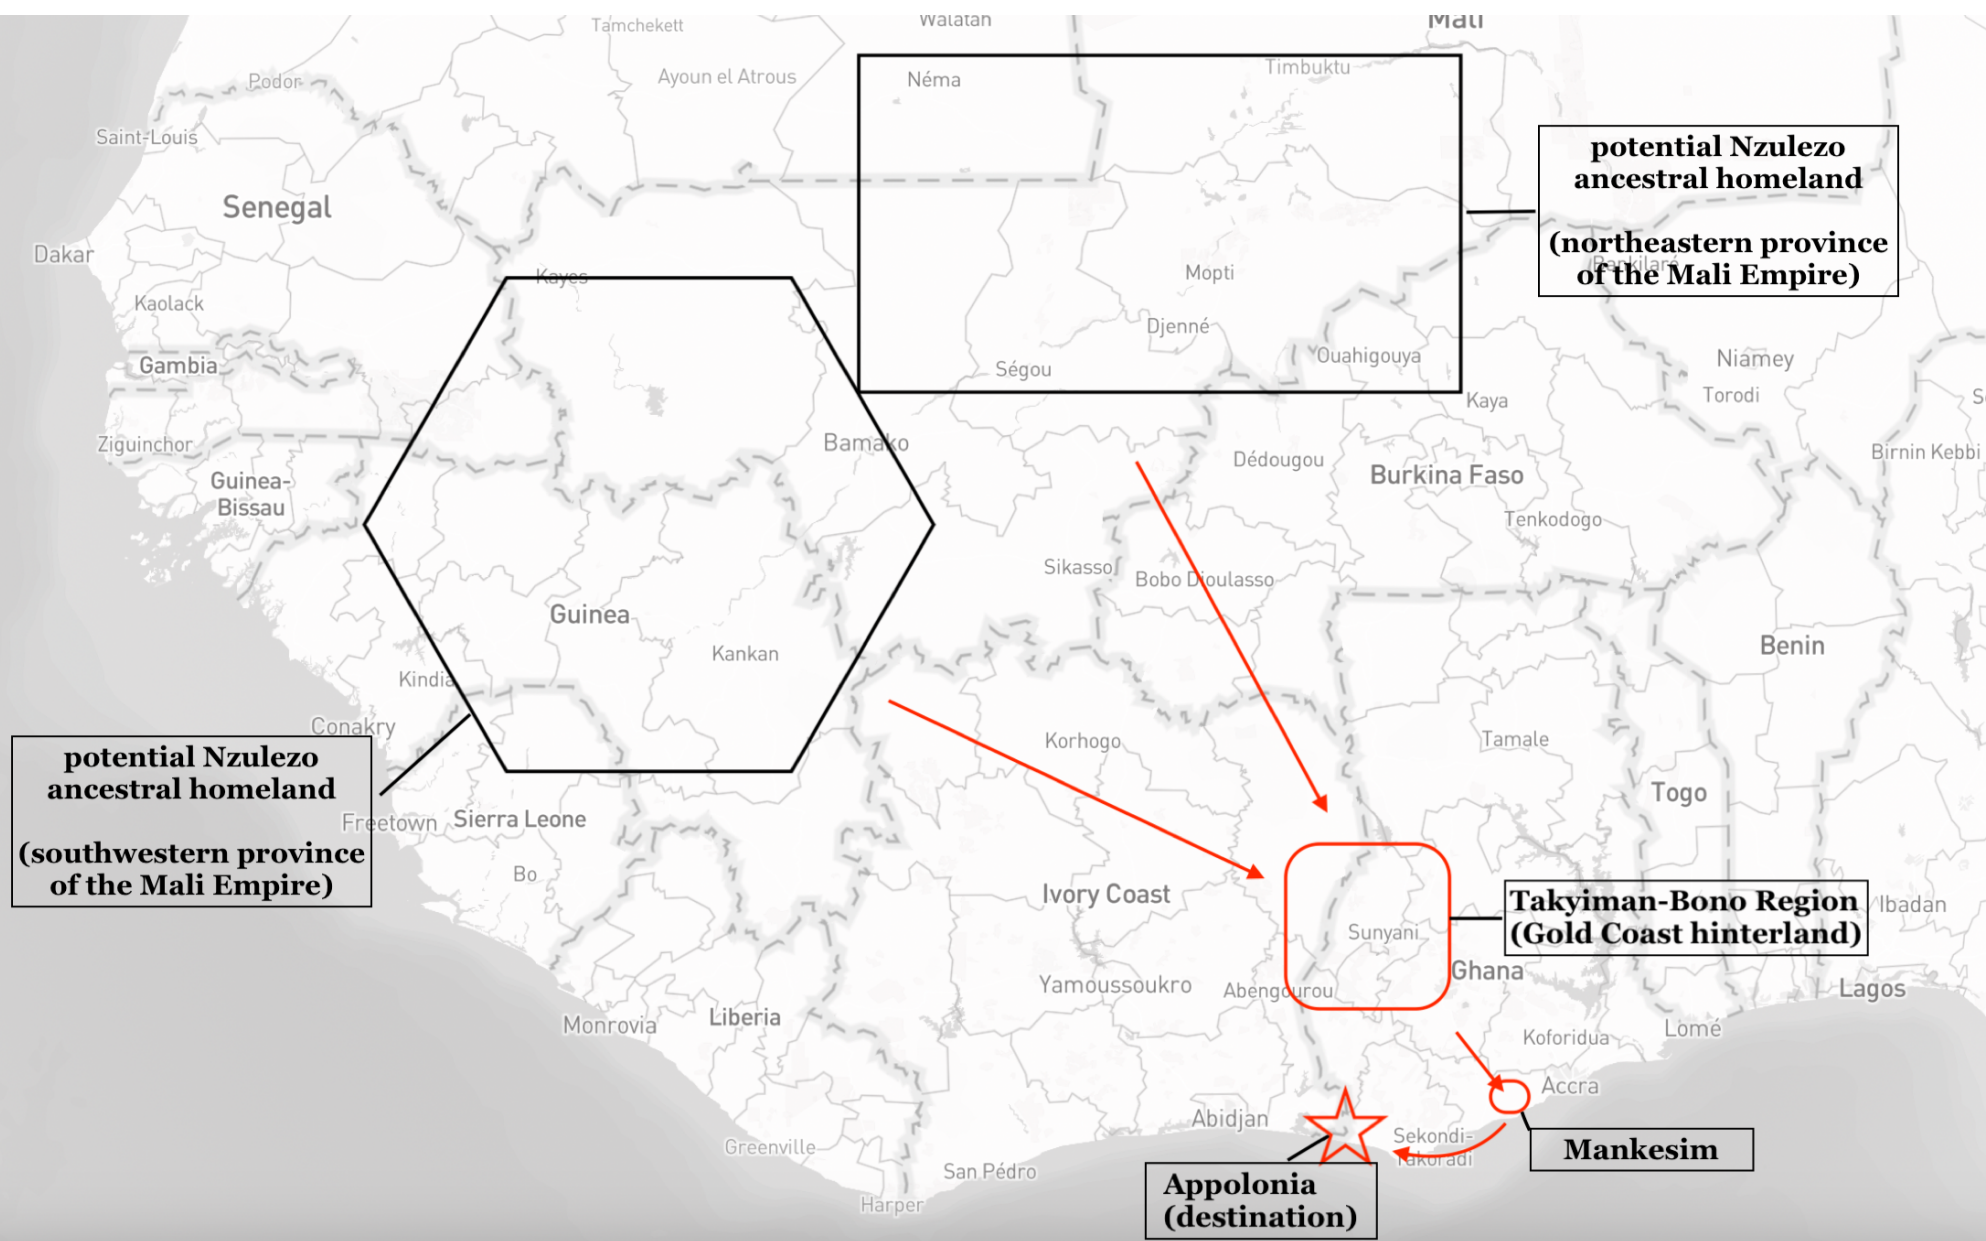 Tamchekett
Walatan
Mali
Podor
Ayoun el Atrous
Néma
Timbuktu
Saint-Louis
potential Nzulezo
ancestral homeland
(northeastern province
of the Mali Empire)
Bankilaré
Senegal
Dakar
Kayes
Mopti
Kaolack
Djenné
Gambia
Ségou
Ouahigouya
Niamey
Torodi
Kaya
Ziguinchor
Bamako
Dédougou
Birnin Kebbi
Guinea-
Bissau
Burkina Faso
Tenkodogo
Sikasso
Bobo Dioulasso
Guinea
Kankan
Benin
Kindia
Conakry
Korhogo
Tamale
potential Nzulezo
ancestral homeland
(southwestern province
of the Mali Empire)
Togo
Freetown
Sierra Leone
Bo
Ivory Coast
Takyiman-Bono Region
(Gold Coast hinterland)
Ibadan
Sunyani
Ghana
Yamoussoukro
Abengourou
Lagos
Monrovia
Liberia
Koforidua
Lomé
Accra
Abidjan
Sekondi-
Takoradi
Mankesim
Greenville
San Pédro
Harper
Appolonia
(destination)